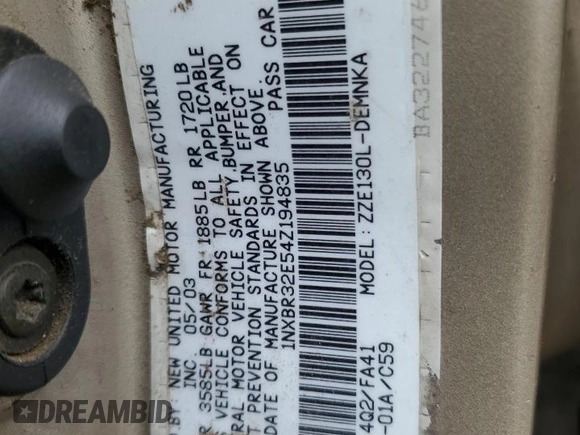 D BY: NEW UNITED MOTOR MANUFACTURING
INC. 05/03
R 3585LB GAWR FR 1885LB RR 1720LB
S VEHICLE CONFORMS TO ALL APPLICABLE
ERAL MOTOR VEHICLE SAFETY,BUMPER,AND
T PREVENTION STANDARDS IN EFFECT ON
DATE OF MANUFACTURE SHOWN ABOVE.
1NXBR32E54Z194835 PASS CAR
MODEL: ZZE130L-DEMNKA
4Q2/FA41
-01A/C59
BA322746
DREAMBID